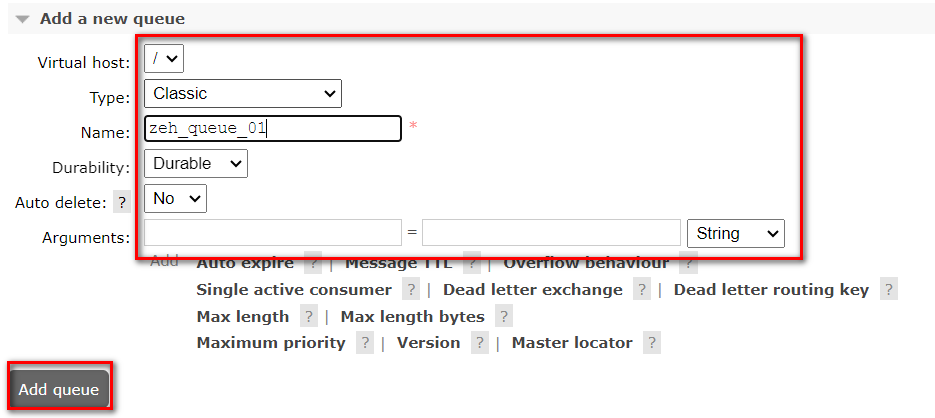 Add a new queue
Virtual host: /
Type: Classic
Name: zeh_queue_01 *
Durability: Durable
Auto delete: ? No
Arguments: = String
Add Auto expire ? | Message TTL ? | Overflow behaviour ?
Single active consumer ? | Dead letter exchange ? | Dead letter routing key ?
Max length ? | Max length bytes ?
Maximum priority ? | Version ? | Master locator ?
Add queue